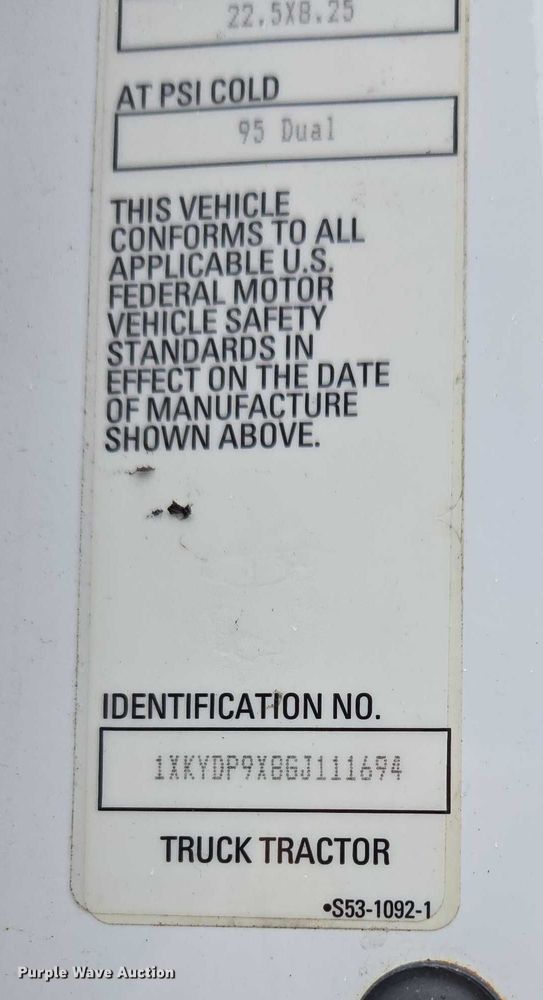 22.5X8.25
AT PSI COLD
95 Dual
THIS VEHICLE
CONFORMS TO ALL
APPLICABLE U.S.
FEDERAL MOTOR
VEHICLE SAFETY
STANDARDS IN
EFFECT ON THE DATE
OF MANUFACTURE
SHOWN ABOVE.
IDENTIFICATION NO.
1XKYDP9X8GJ111694
TRUCK TRACTOR
•S53-1092-1
Purple Wave Auction